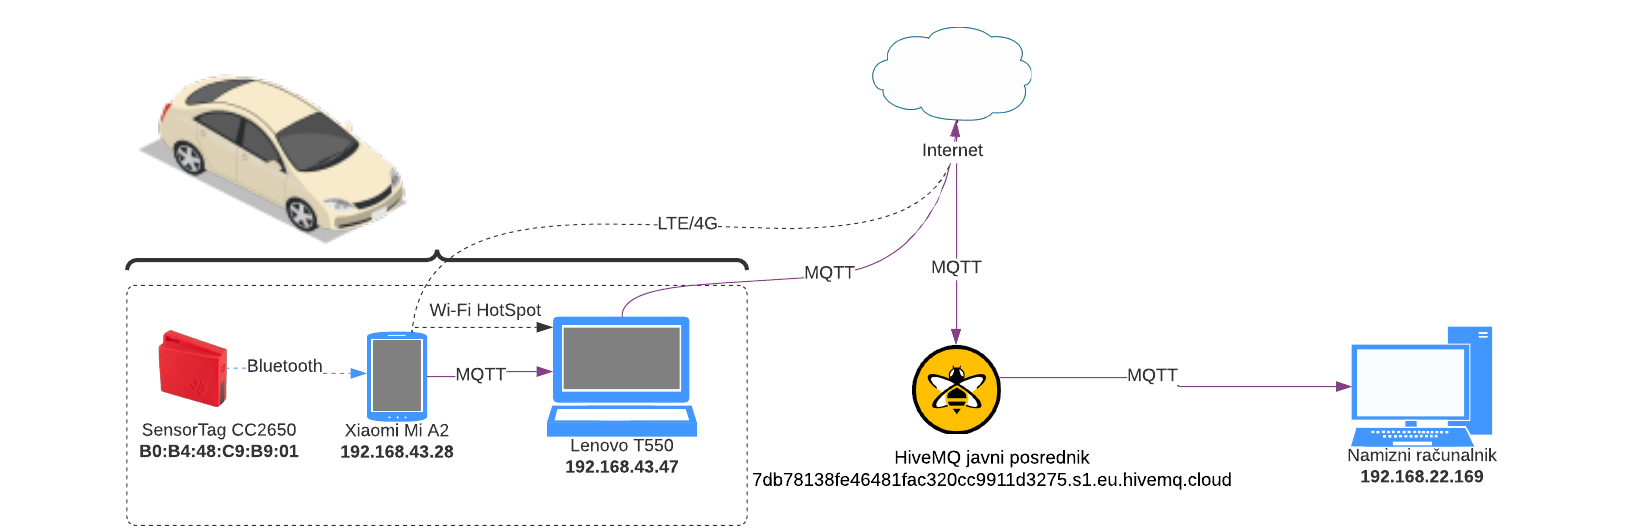 Internet
LTE/4G
MQTT
MQTT
Wi-Fi HotSpot
Bluetooth
MQTT
MQTT
SensorTag CC2650
B0:B4:48:C9:B9:01
Xiaomi Mi A2
192.168.43.28
Lenovo T550
192.168.43.47
HiveMQ javni posrednik
7db78138fe46481fac320cc9911d3275.s1.eu.hivemq.cloud
Namizni računalnik
192.168.22.169